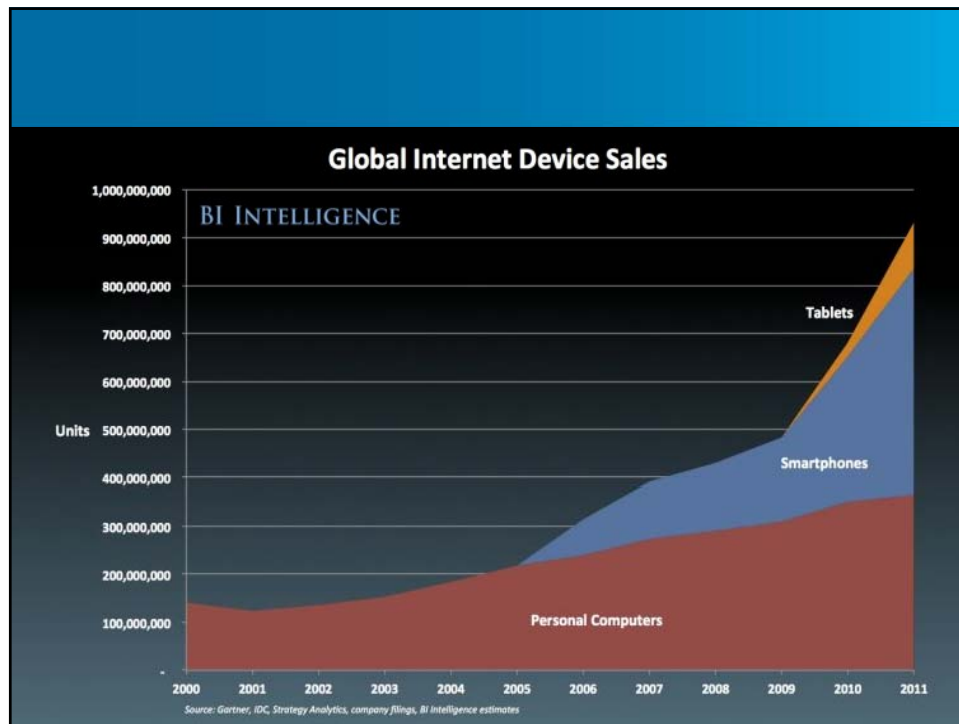 Global Internet Device Sales
1,000,000,000
BI INTELLIGENCE
900,000,000
800,000,000
Tablets
700,000,000
600,000,000
Units 500,000,000
Smartphones
400,000,000
300,000,000
200,000,000
Personal Computers
100,000,000
-
2000 2001 2002 2003 2004 2005 2006 2007 2008 2009 2010 2011
Source: Gartner, IDC, Strategy Analytics, company filings, BI Intelligence estimates